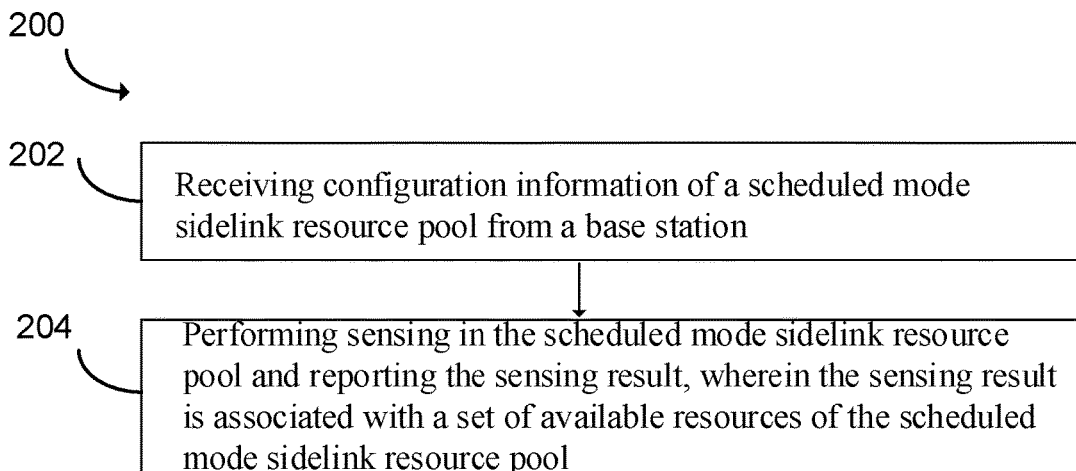 200
202
Receiving configuration information of a scheduled mode
sidelink resource pool from a base station
204
Performing sensing in the scheduled mode sidelink resource
pool and reporting the sensing result, wherein the sensing result
is associated with a set of available resources of the scheduled
mode sidelink resource pool